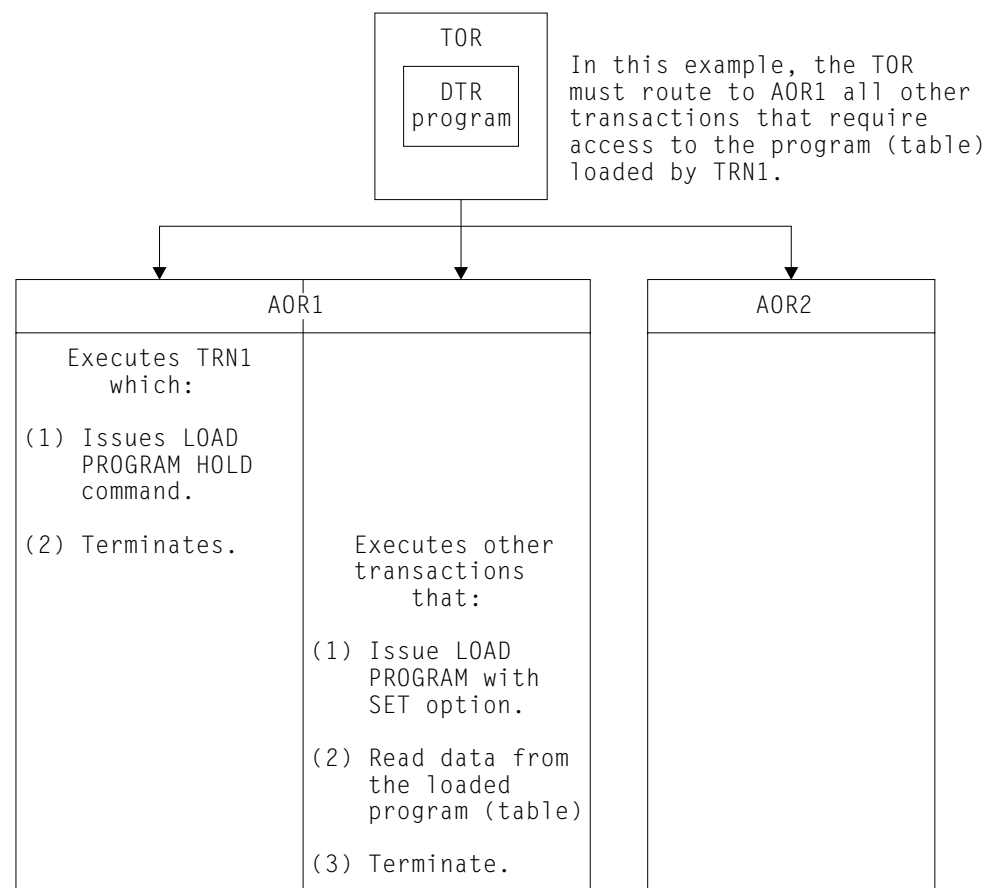 TOR
DTR
program
In this example, the TOR
must route to AOR1 all other
transactions that require
access to the program (table)
loaded by TRN1.
AOR1
AOR2
Executes TRN1
which:
(1) Issues LOAD
PROGRAM HOLD
command.
(2) Terminates.
Executes other
transactions
that:
(1) Issue LOAD
PROGRAM with
SET option.
(2) Read data from
the loaded
program (table)
(3) Terminate.